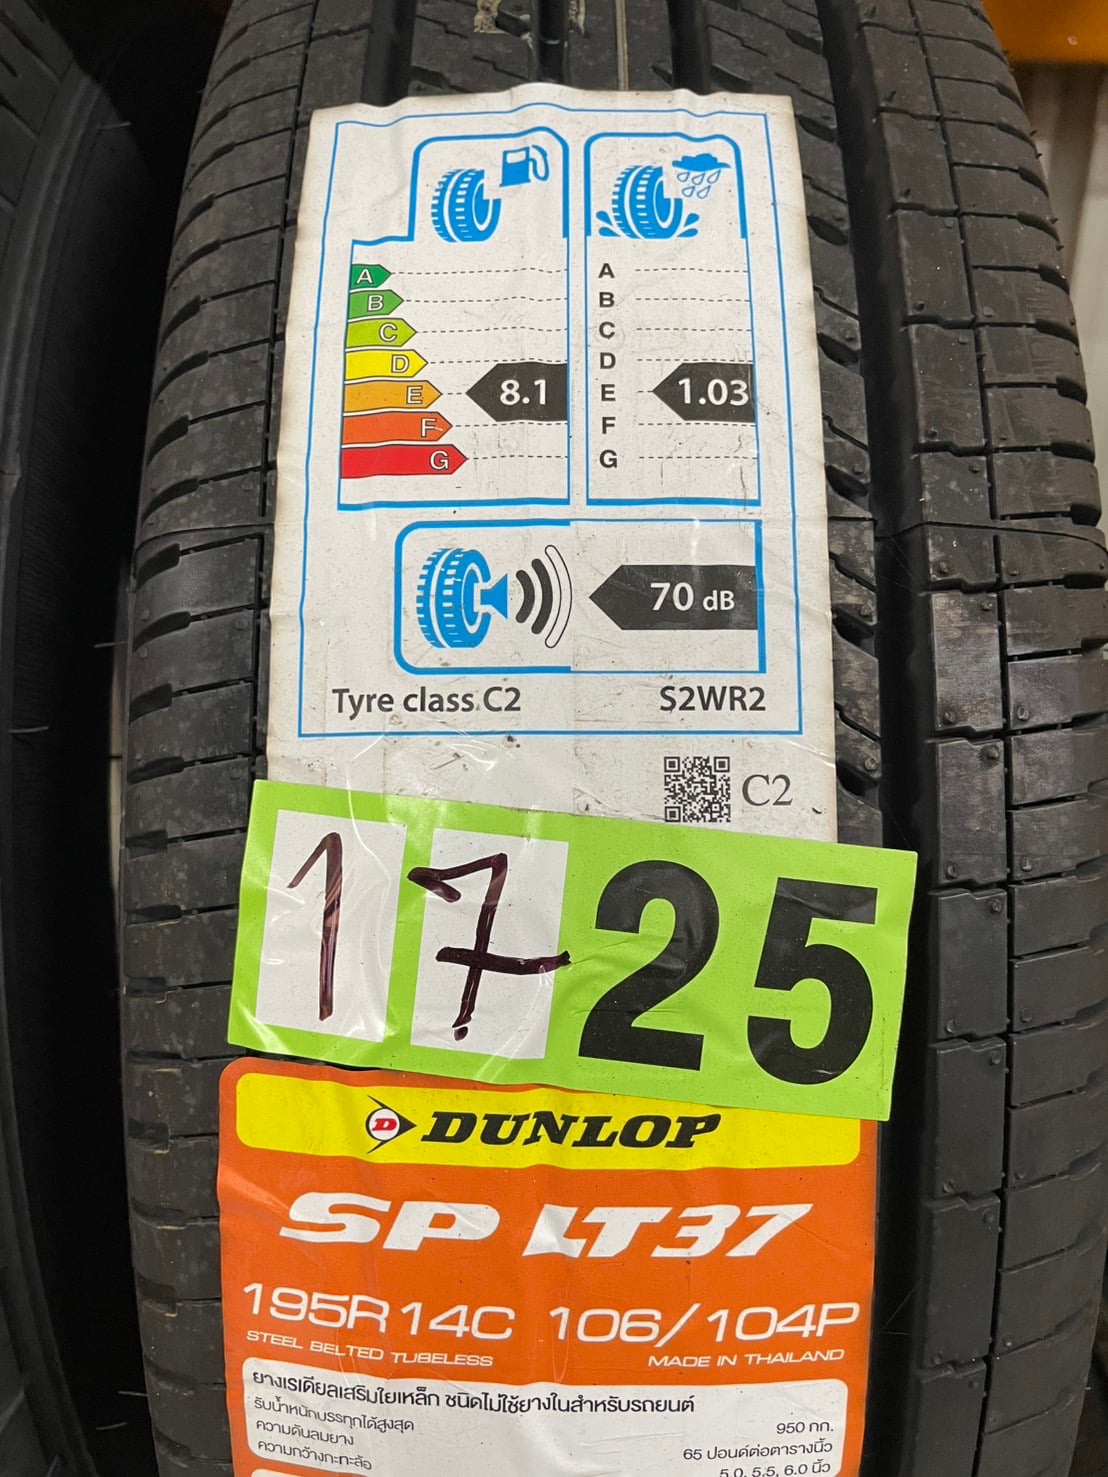 A
B
C
D
E
F
G
8.1
A
B
C
D
E
F
G
1.03
70 dB
Tyre class C2
S2WR2
C2
1725
D DUNLOP
SP LT37
195R14C 106/104P
STEEL BELTED TUBELESS
MADE IN THAILAND
ยางเรเดียลเสริมใยเหล็ก ชนิดไม่ใช้ยางในสำหรับรถยนต์
รับน้ำหนักบรรทุกได้สูงสุด 950 กก.
ความดันลมยาง 65 ปอนด์ต่อตารางนิ้ว
ความกว้างกะทะล้อ 5.0, 5.5, 6.0 นิ้ว